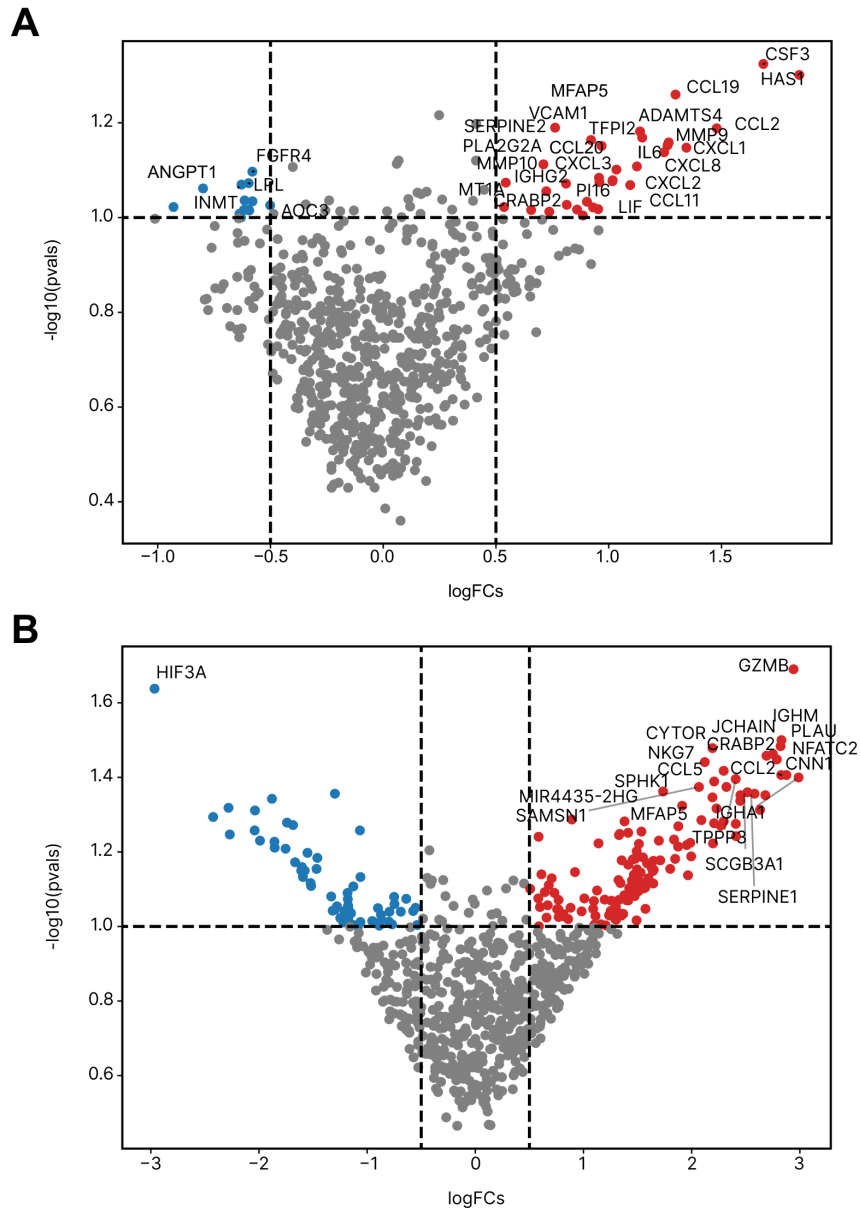 A
CSF3
HAS1
MFAP5
CCL19
VCAM1
ADAMTS4
CCL2
SERPINE2
TFPI2
MMP9
PLA2G2A
CCL20
IL6
CXCL1
FGFR4
MMP10
CXCL3
CXCL8
ANGPT1
IGHG2
LPL
MT1A
PI16
CXCL2
INMT
CRABP2
CCL11
AOC3
LIF
1.2
1.0
0.8
0.6
0.4
-log10(pvals)
−1.0
−0.5
0.0
0.5
1.0
1.5
logFCs
B
HIF3A
GZMB
IGHM
JCHAIN
PLAU
CYTOR
CRABP2
NFATC2
NKG7
CNN1
CCL5
CCL2
SPHK1
MIR4435-2HG
SAMSN1
MFAP5
IGHA1
TPPP3
SCGB3A1
SERPINE1
1.6
1.4
1.2
1.0
0.8
0.6
-log10(pvals)
−3
−2
−1
0
1
2
3
logFCs